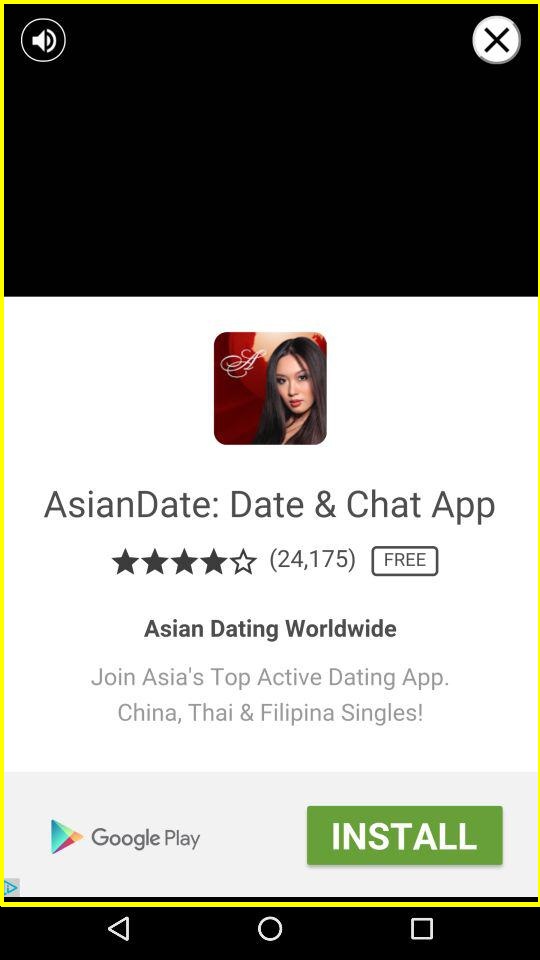 A
AsianDate: Date & Chat App
(24,175) FREE
Asian Dating Worldwide
Join Asia's Top Active Dating App.
China, Thai & Filipina Singles!
Google Play
INSTALL